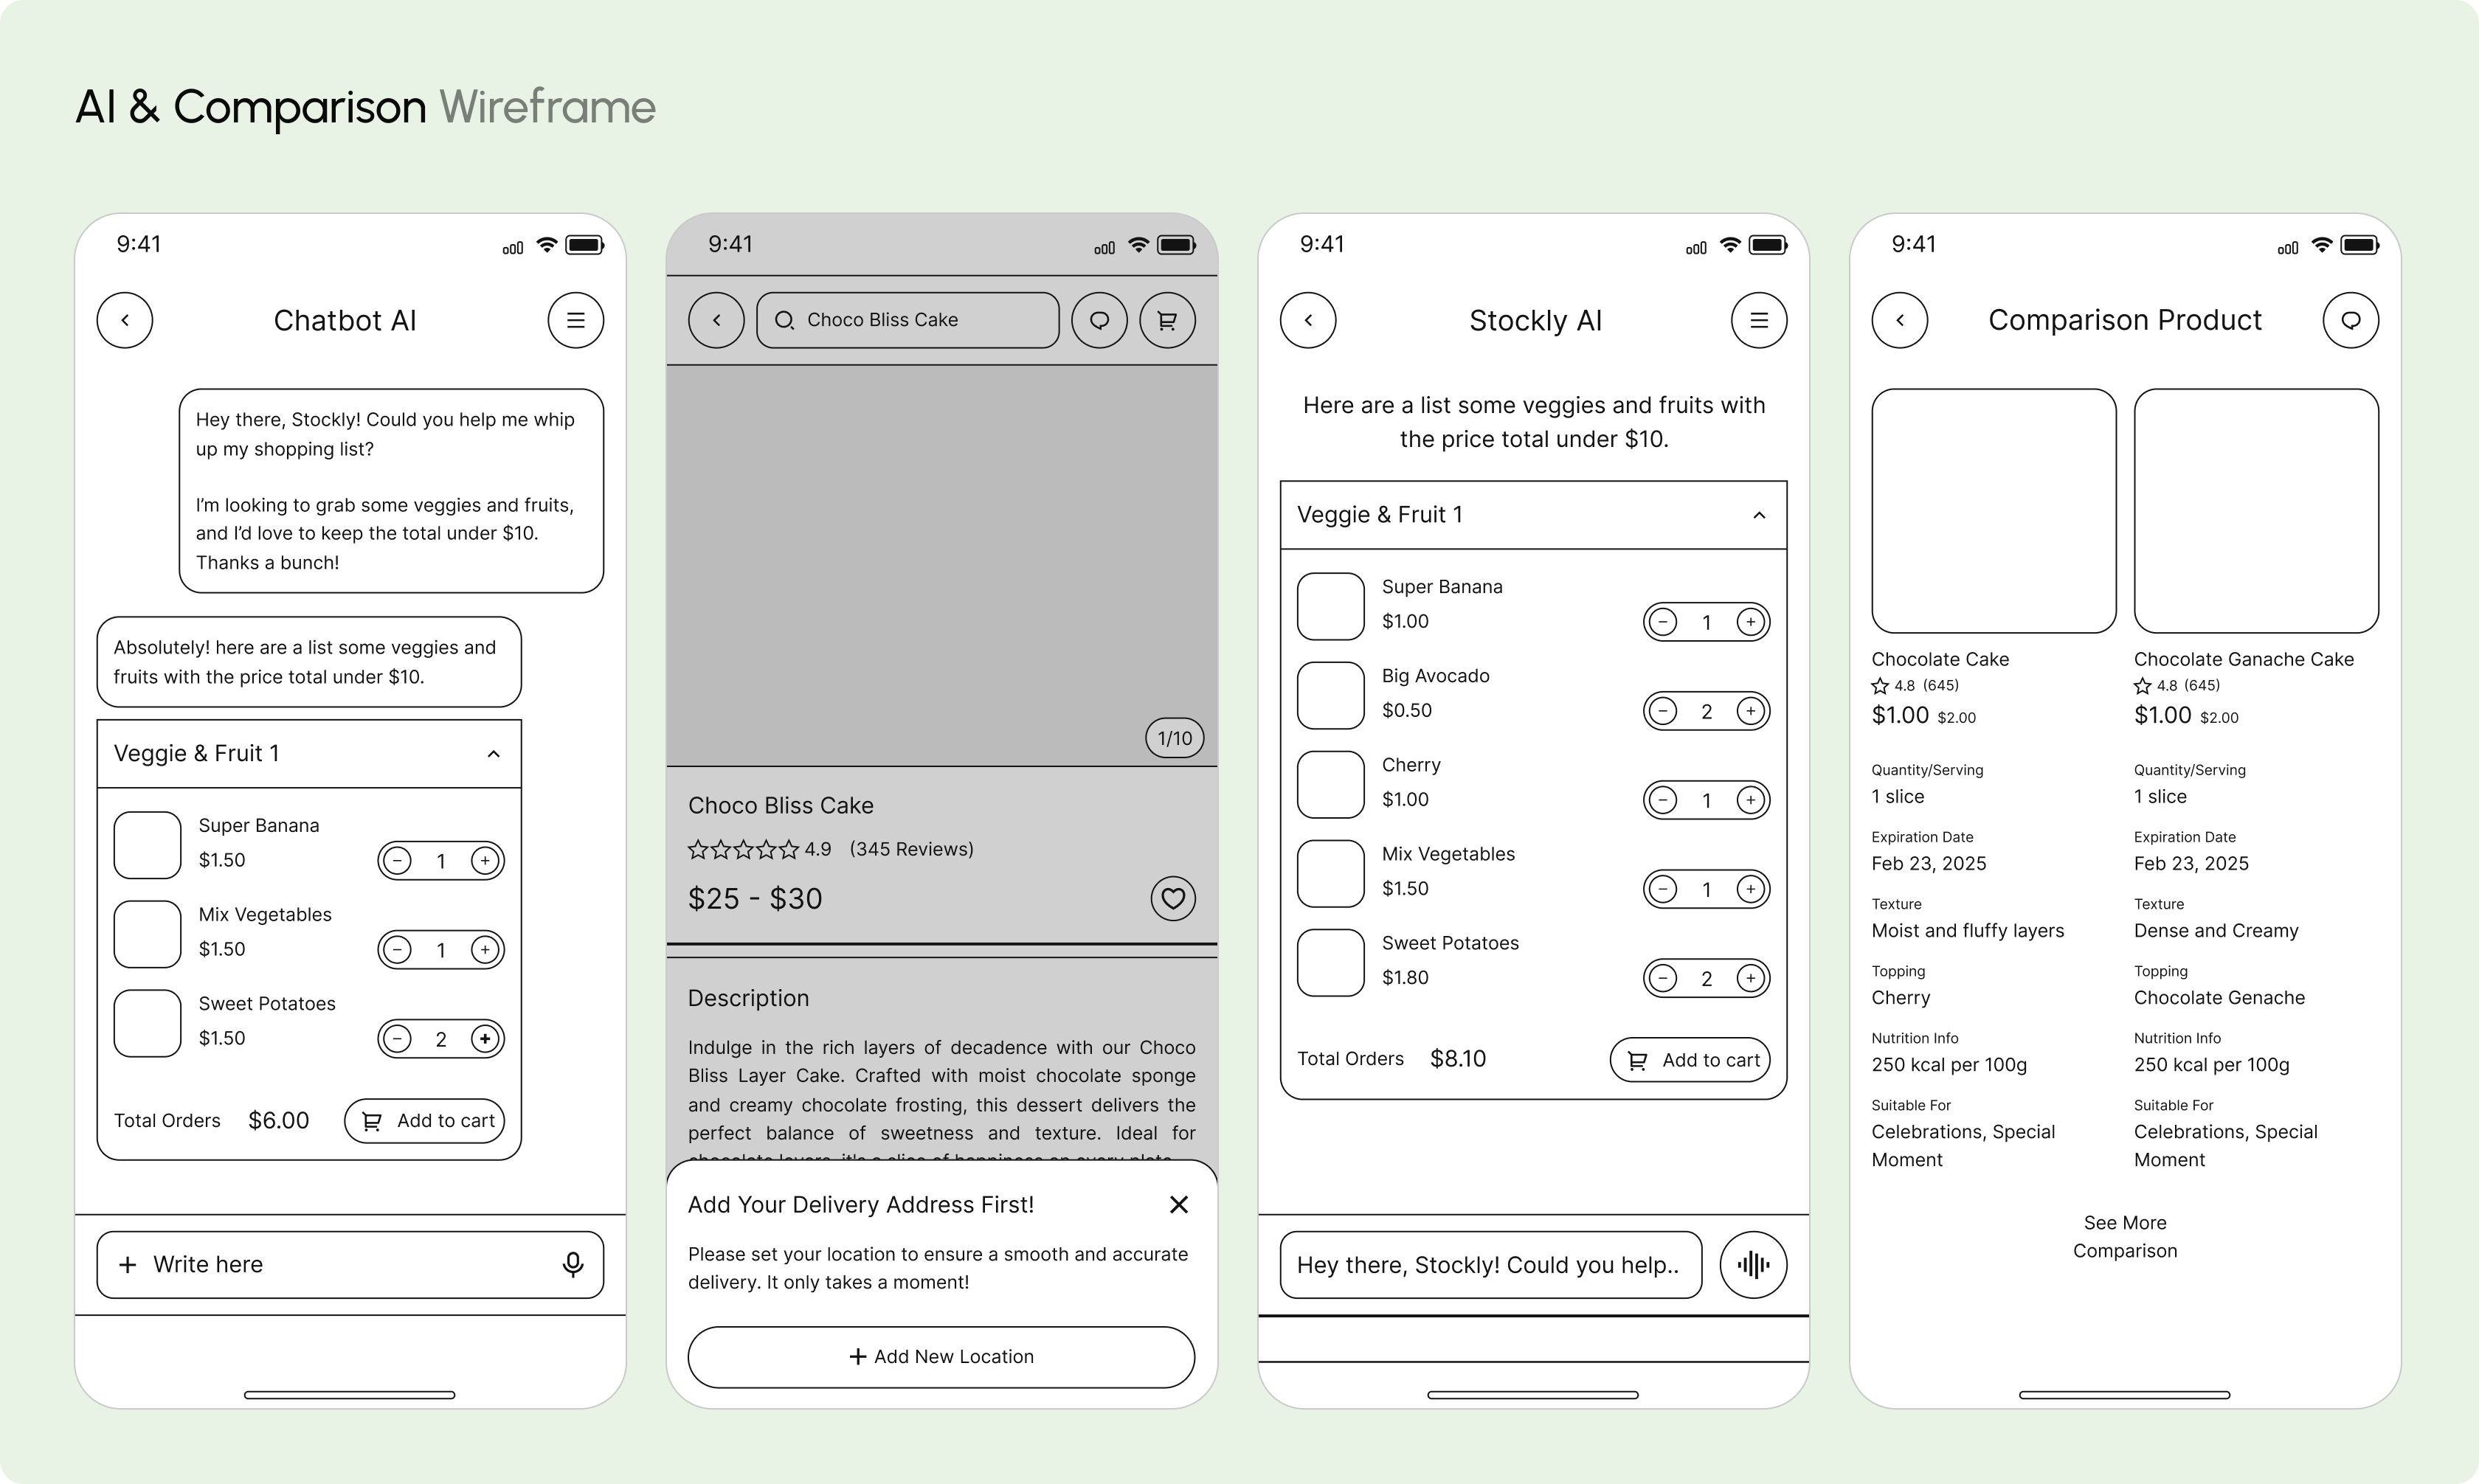 AI & Comparison Wireframe
9:41
Chatbot AI
Hey there, Stockly! Could you help me whip
up my shopping list?
I'm looking to grab some veggies and fruits,
and I'd love to keep the total under $10.
Thanks a bunch!
Absolutely! here are a list some veggies and
fruits with the price total under $10.
Veggie & Fruit 1
Super Banana
$1.50
1
Mix Vegetables
$1.50
1
Sweet Potatoes
$1.50
2
Total Orders $6.00 Add to cart
Write here
9:41
Choco Bliss Cake
1/10
Choco Bliss Cake
4.9 (345 Reviews)
$25 - $30
Description
Indulge in the rich layers of decadence with our Choco
Bliss Layer Cake. Crafted with moist chocolate sponge
and creamy chocolate frosting, this dessert delivers the
perfect balance of sweetness and texture. Ideal for
chocolate lovers, it's a slice of happiness on every plate
Add Your Delivery Address First!
Please set your location to ensure a smooth and accurate
delivery. It only takes a moment!
Add New Location
9:41
Stockly AI
Here are a list some veggies and fruits with
the price total under $10.
Veggie & Fruit 1
Super Banana
$1.00
1
Big Avocado
$0.50
2
Cherry
$1.00
1
Mix Vegetables
$1.50
1
Sweet Potatoes
$1.80
2
Total Orders $8.10 Add to cart
Hey there, Stockly! Could you help..
9:41
Comparison Product
Chocolate Cake
4.8 (645)
$1.00 $2.00
Quantity/Serving
1 slice
Expiration Date
Feb 23, 2025
Texture
Moist and fluffy layers
Topping
Cherry
Nutrition Info
250 kcal per 100g
Suitable For
Celebrations, Special
Moment
Chocolate Ganache Cake
4.8 (645)
$1.00 $2.00
Quantity/Serving
1 slice
Expiration Date
Feb 23, 2025
Texture
Dense and Creamy
Topping
Chocolate Genache
Nutrition Info
250 kcal per 100g
Suitable For
Celebrations, Special
Moment
See More
Comparison